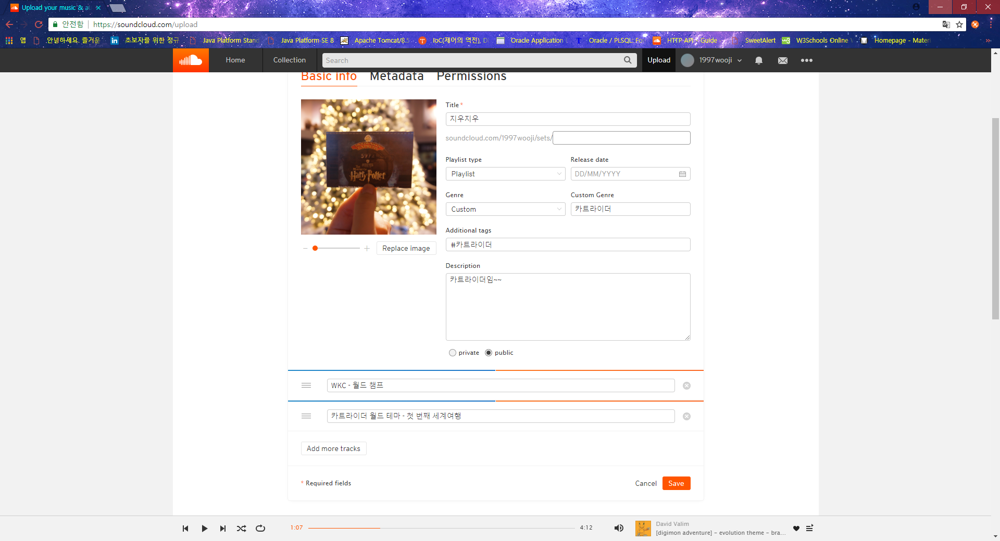 Upload your music & a
안전함 https://soundcloud.com/upload
앱 안녕하세요. 즐거운 초보자를 위한 정규 Java Platform Stand Java Platform SE 8 Apache Tomcat/8.5 IoC(제어의 역전), D Oracle Application Oracle / PLSQL: HTTP API - Guide SweetAlert W3Schools Online Homepage - Materi
Home Collection Search Upload 1997wooji
Basic info Metadata Permissions
Title *
지우지우
soundcloud.com/1997wooji/sets/
Playlist type Release date
Playlist DD/MM/YYYY
Genre Custom Genre
Custom 카트라이더
Additional tags
#카트라이더
Replace image
Description
카트라이더임~~
private public
WKC - 월드 챔프
카트라이더 월드 테마 - 첫 번째 세계여행
Add more tracks
* Required fields Cancel Save
1:07 4:12
David Valim
[digimon adventure] - evolution theme - bra...
5972
Harry Potter